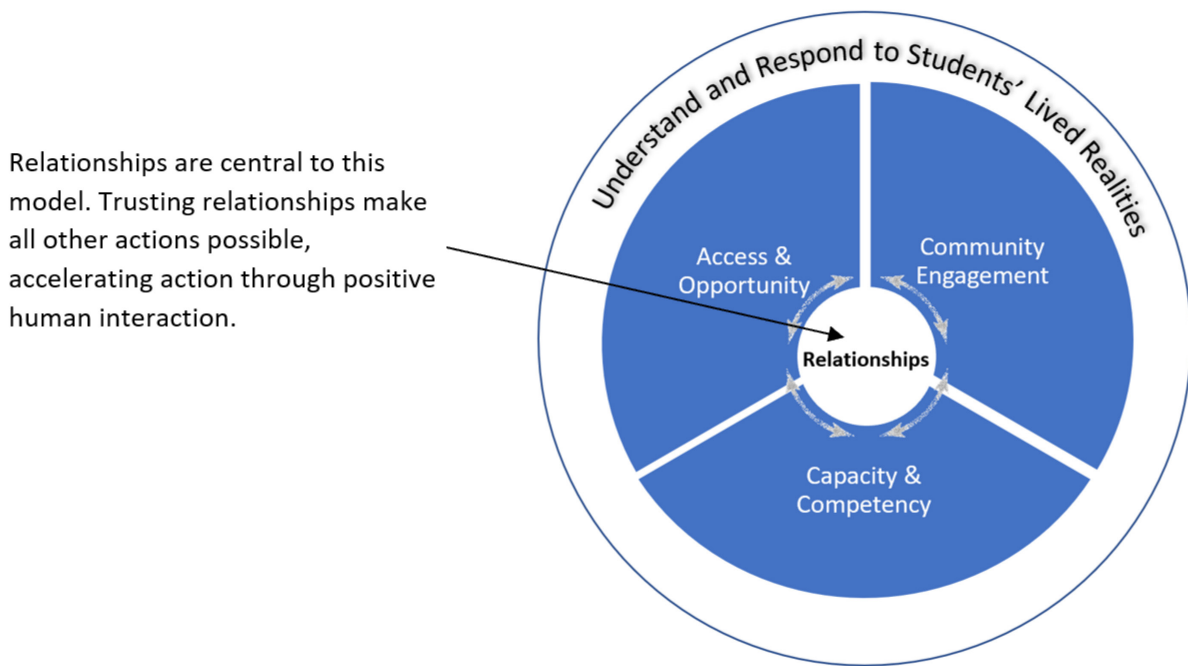 Understand and Respond to Students' Lived Realities
Relationships are central to this
model. Trusting relationships make
all other actions possible,
accelerating action through positive
human interaction.
Access &
Opportunity
Community
Engagement
Relationships
Capacity &
Competency